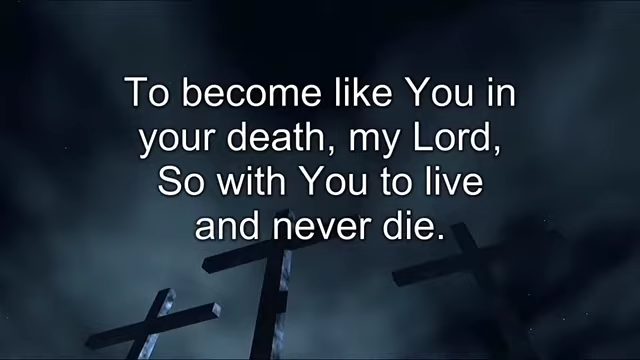 To become like You in
your death, my Lord,
So with You to live
and never die.